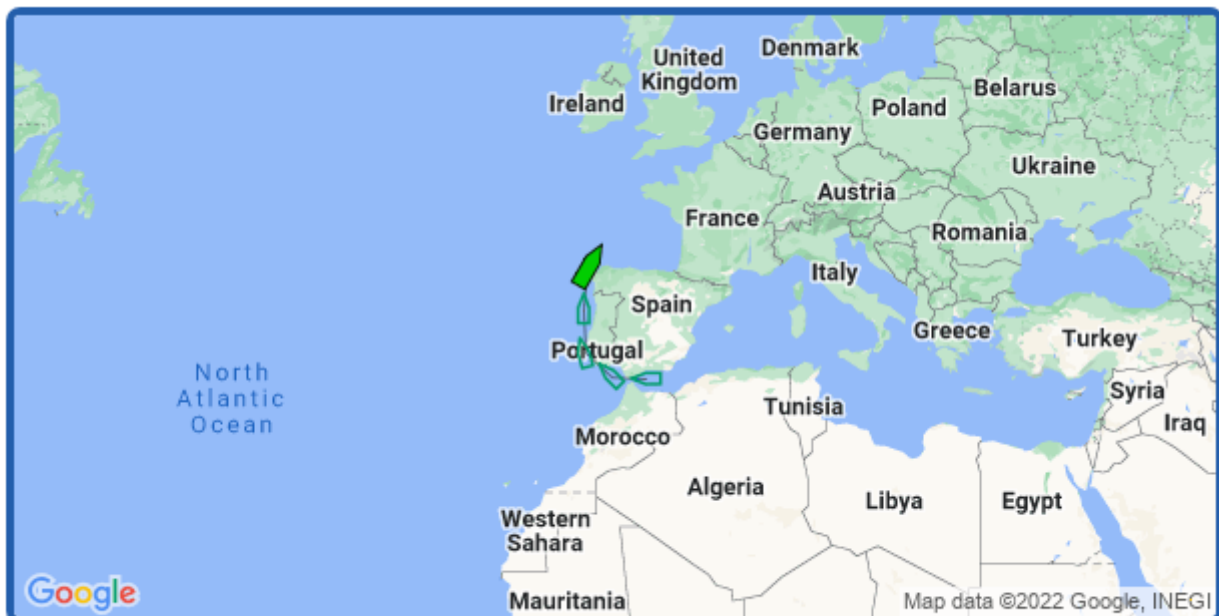 Denmark
United
Kingdom
Ireland
Belarus
Poland
Germany
Ukraine
Austria
France
Romania
Italy
Spain
Greece
Turkey
Portugal
North
Atlantic
Ocean
Syria
Tunisia
Iraq
Morocco
Algeria
Libya
Egypt
Western
Sahara
Mauritania
Google
Map data ©2022 Google, INEGI